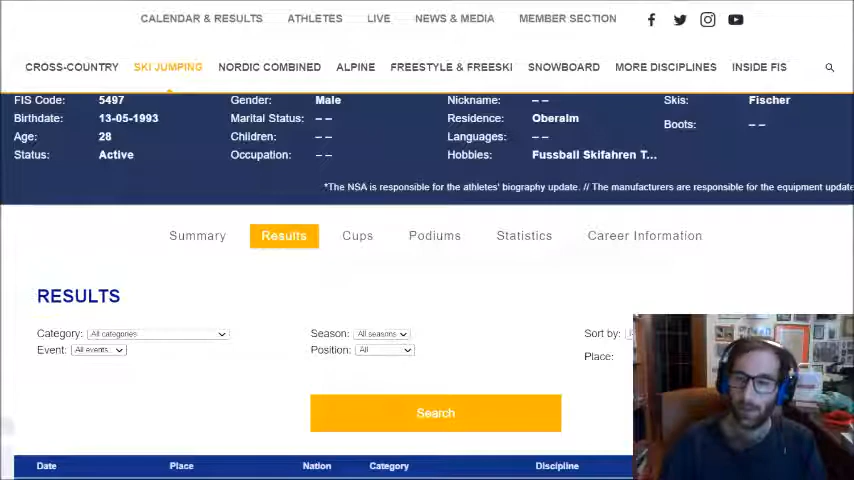 CALENDAR & RESULTS ATHLETES LIVE NEWS & MEDIA MEMBER SECTION
CROSS-COUNTRY SKI JUMPING NORDIC COMBINED ALPINE FREESTYLE & FREESKI SNOWBOARD MORE DISCIPLINES INSIDE FIS
FIS Code: 5497 Gender: Male Nickname: – – Skis: Fischer
Birthdate: 13-05-1993 Marital Status: – – Residence: Oberalm Boots: – –
Age: 28 Children: – – Languages: – –
Status: Active Occupation: – – Hobbies: Fussball Skifahren T...
*The NSA is responsible for the athletes' biography update. // The manufacturers are responsible for the equipment update
Summary Results Cups Podiums Statistics Career Information
RESULTS
Category: All categories Season: All seasons Sort by:
Event: All events Position: All Place:
Search
Date Place Nation Category Discipline